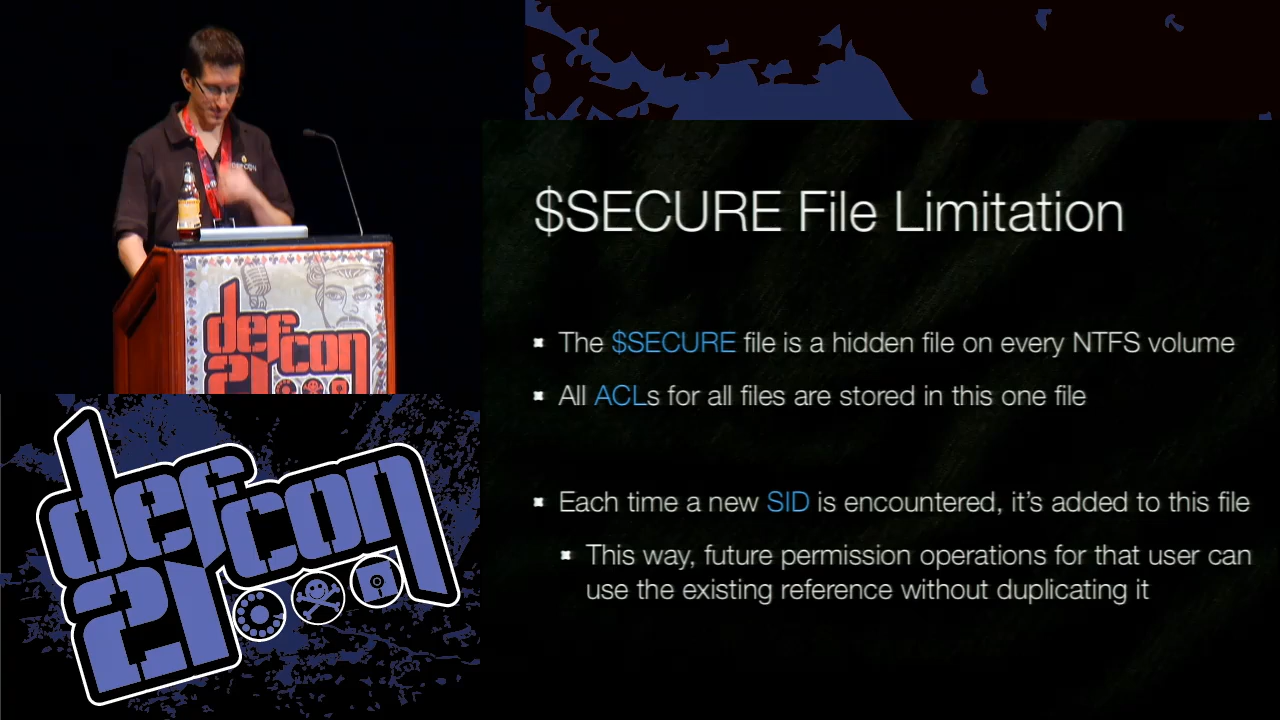 $SECURE File Limitation
The $SECURE file is a hidden file on every NTFS volume
All ACLs for all files are stored in this one file
Each time a new SID is encountered, it's added to this file
This way, future permission operations for that user can
use the existing reference without duplicating it
defcon
21
defcon
21